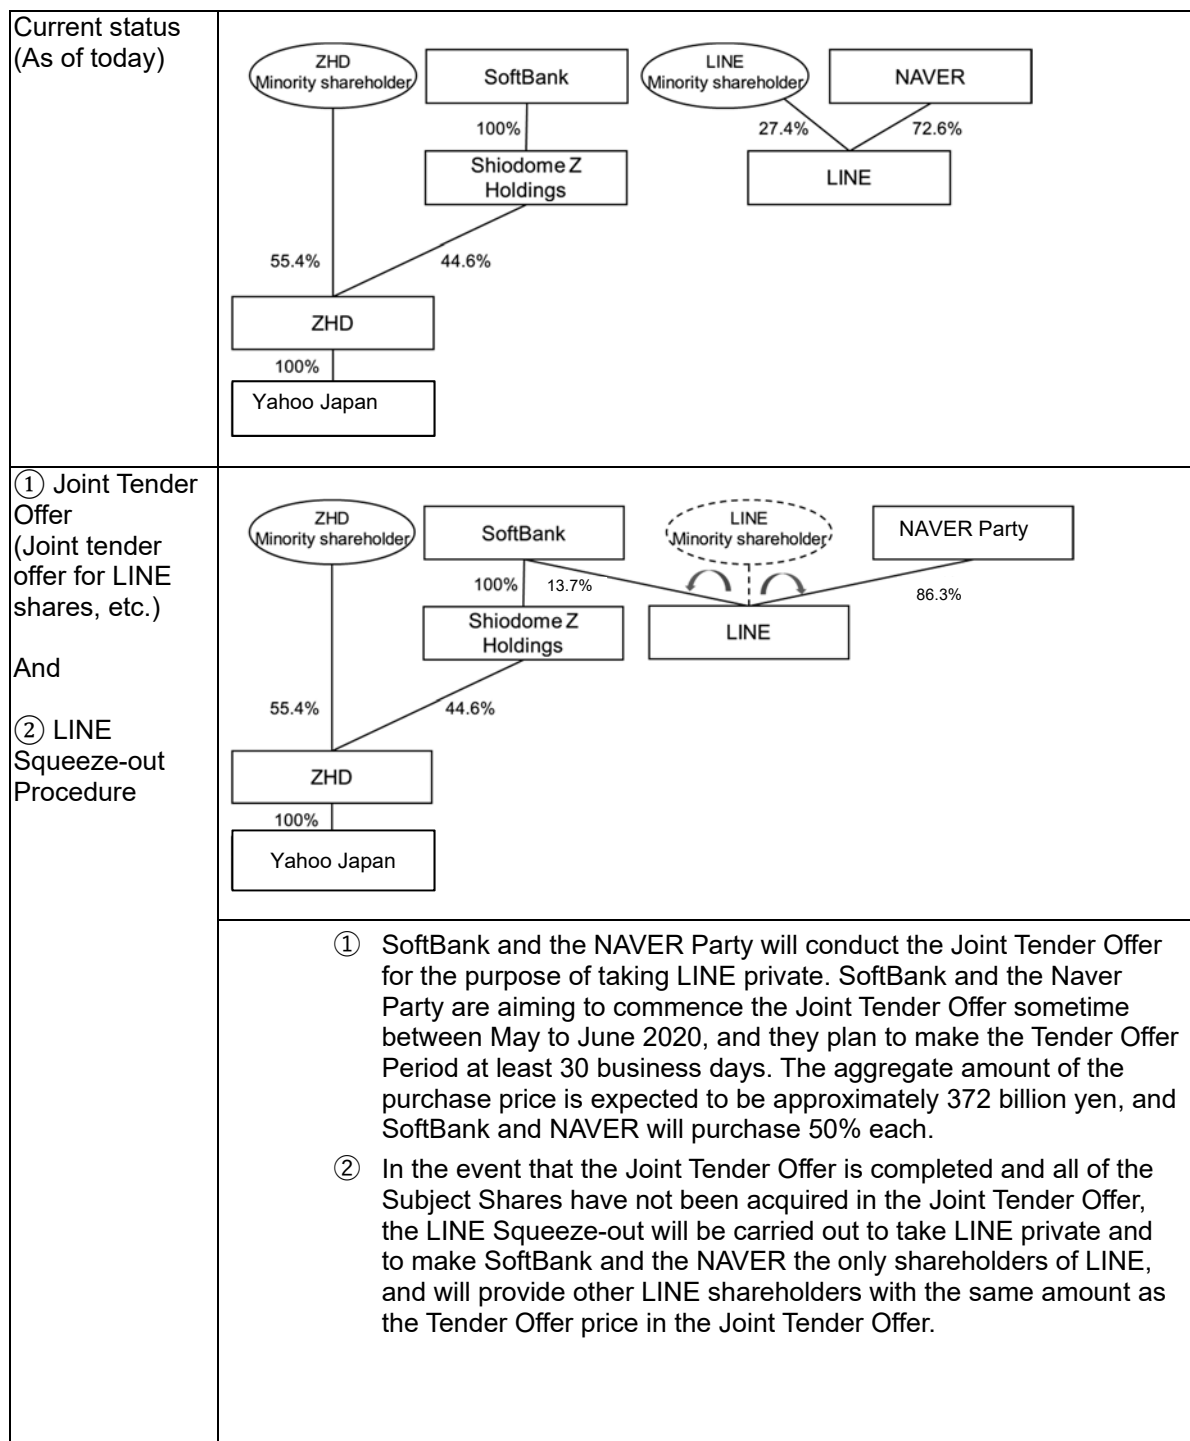 Current status
(As of today)
ZHD
Minority shareholder
SoftBank
LINE
Minority shareholder
NAVER
100%
27.4%
72.6%
Shiodome Z
Holdings
LINE
55.4%
44.6%
ZHD
100%
Yahoo Japan
① Joint Tender
Offer
(Joint tender
offer for LINE
shares, etc.)
And
② LINE
Squeeze-out
Procedure
ZHD
Minority shareholder
SoftBank
LINE
Minority shareholder
NAVER Party
100%
13.7%
86.3%
Shiodome Z
Holdings
LINE
55.4%
44.6%
ZHD
100%
Yahoo Japan
① SoftBank and the NAVER Party will conduct the Joint Tender Offer
for the purpose of taking LINE private. SoftBank and the Naver
Party are aiming to commence the Joint Tender Offer sometime
between May to June 2020, and they plan to make the Tender Offer
Period at least 30 business days. The aggregate amount of the
purchase price is expected to be approximately 372 billion yen, and
SoftBank and NAVER will purchase 50% each.
② In the event that the Joint Tender Offer is completed and all of the
Subject Shares have not been acquired in the Joint Tender Offer,
the LINE Squeeze-out will be carried out to take LINE private and
to make SoftBank and the NAVER the only shareholders of LINE,
and will provide other LINE shareholders with the same amount as
the Tender Offer price in the Joint Tender Offer.